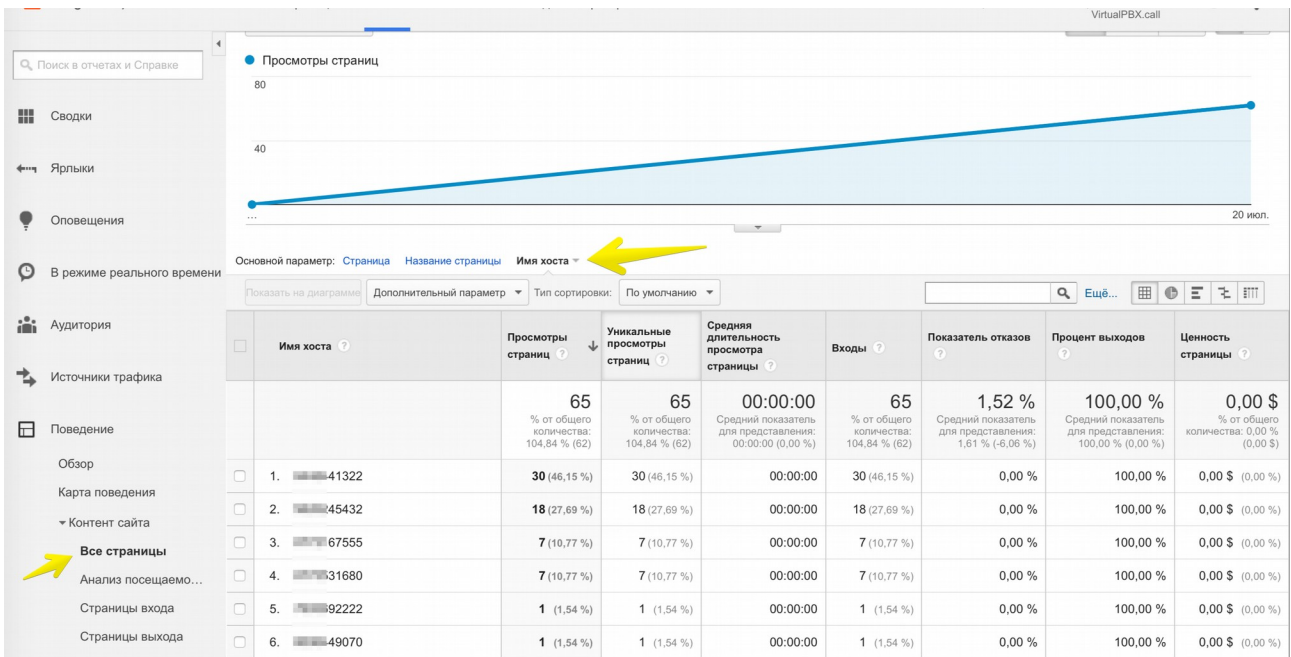 VirtualPBX.call
Поиск в отчетах и Справке
Сводки
Ярлыки
Оповещения
В режиме реального времени
Аудитория
Источники трафика
Поведение
Обзор
Карта поведения
Контент сайта
Все страницы
Анализ посещаемо...
Страницы входа
Страницы выхода
Просмотры страниц
80
40
...
20 июл.
Основной параметр: Страница Название страницы Имя хоста
Показать на диаграмме Дополнительный параметр Тип сортировки: По умолчанию Ещё...
Имя хоста ?
Просмотры страниц ?
Уникальные просмотры страниц ?
Средняя длительность просмотра страницы ?
Входы ?
Показатель отказов ?
Процент выходов ?
Ценность страницы ?
65
% от общего количества: 104,84 % (62)
65
% от общего количества: 104,84 % (62)
00:00:00
Средний показатель для представления: 00:00:00 (0,00 %)
65
% от общего количества: 104,84 % (62)
1,52 %
Средний показатель для представления: 1,61 % (-6,06 %)
100,00 %
Средний показатель для представления: 100,00 % (0,00 %)
0,00 $
% от общего количества: 0,00 % (0,00 $)
1. 41322 30 (46,15 %) 30 (46,15 %) 00:00:00 30 (46,15 %) 0,00 % 100,00 % 0,00 $ (0,00 %)
2. 45432 18 (27,69 %) 18 (27,69 %) 00:00:00 18 (27,69 %) 0,00 % 100,00 % 0,00 $ (0,00 %)
3. 67555 7 (10,77 %) 7 (10,77 %) 00:00:00 7 (10,77 %) 0,00 % 100,00 % 0,00 $ (0,00 %)
4. 31680 7 (10,77 %) 7 (10,77 %) 00:00:00 7 (10,77 %) 0,00 % 100,00 % 0,00 $ (0,00 %)
5. 92222 1 (1,54 %) 1 (1,54 %) 00:00:00 1 (1,54 %) 0,00 % 100,00 % 0,00 $ (0,00 %)
6. 49070 1 (1,54 %) 1 (1,54 %) 00:00:00 1 (1,54 %) 0,00 % 100,00 % 0,00 $ (0,00 %)